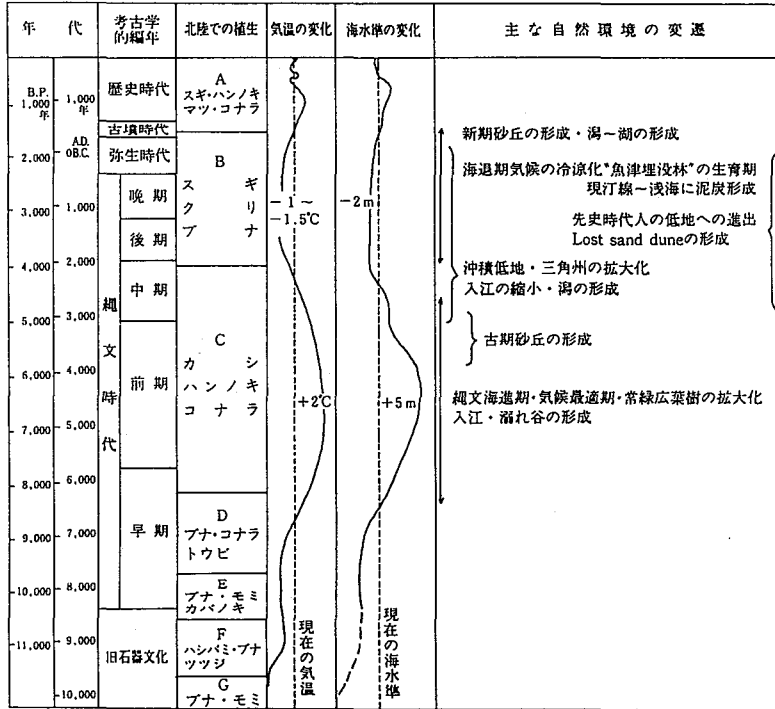 年 代 考古学的編年 北陸での植生 気温の変化 海水準の変化 主な自然環境の変遷
B.P.
1,000
年
2,000
3,000
4,000
5,000
6,000
7,000
8,000
9,000
10,000
11,000
1,000
年
A.D.
0
B.C.
1,000
2,000
3,000
4,000
5,000
6,000
7,000
8,000
9,000
10,000
歴史時代
古墳時代
弥生時代
縄文時代
晩期
後期
中期
前期
早期
旧石器文化
A
スギ・ハンノキ
マツ・コナラ
B
スギ
クリ
ブナ
C
カシ
ハンノキ
コナラ
D
ブナ・コナラ
トウヒ
E
ブナ・モミ
カバノキ
F
ハシバミ・ブナ
ツツジ
G
ブナ・モミ
-1~
-1.5℃
+2℃
現在の気温
-2m
+5m
現在の海水準
新期砂丘の形成・潟~湖の形成
海退期気候の冷涼化“魚津埋没林”の生育期
現汀線~浅海に泥炭形成
先史時代人の低地への進出
Lost sand duneの形成
沖積低地・三角州の拡大化
入江の縮小・潟の形成
古期砂丘の形成
縄文海進期・気候最適期・常緑広葉樹の拡大化
入江・溺れ谷の形成